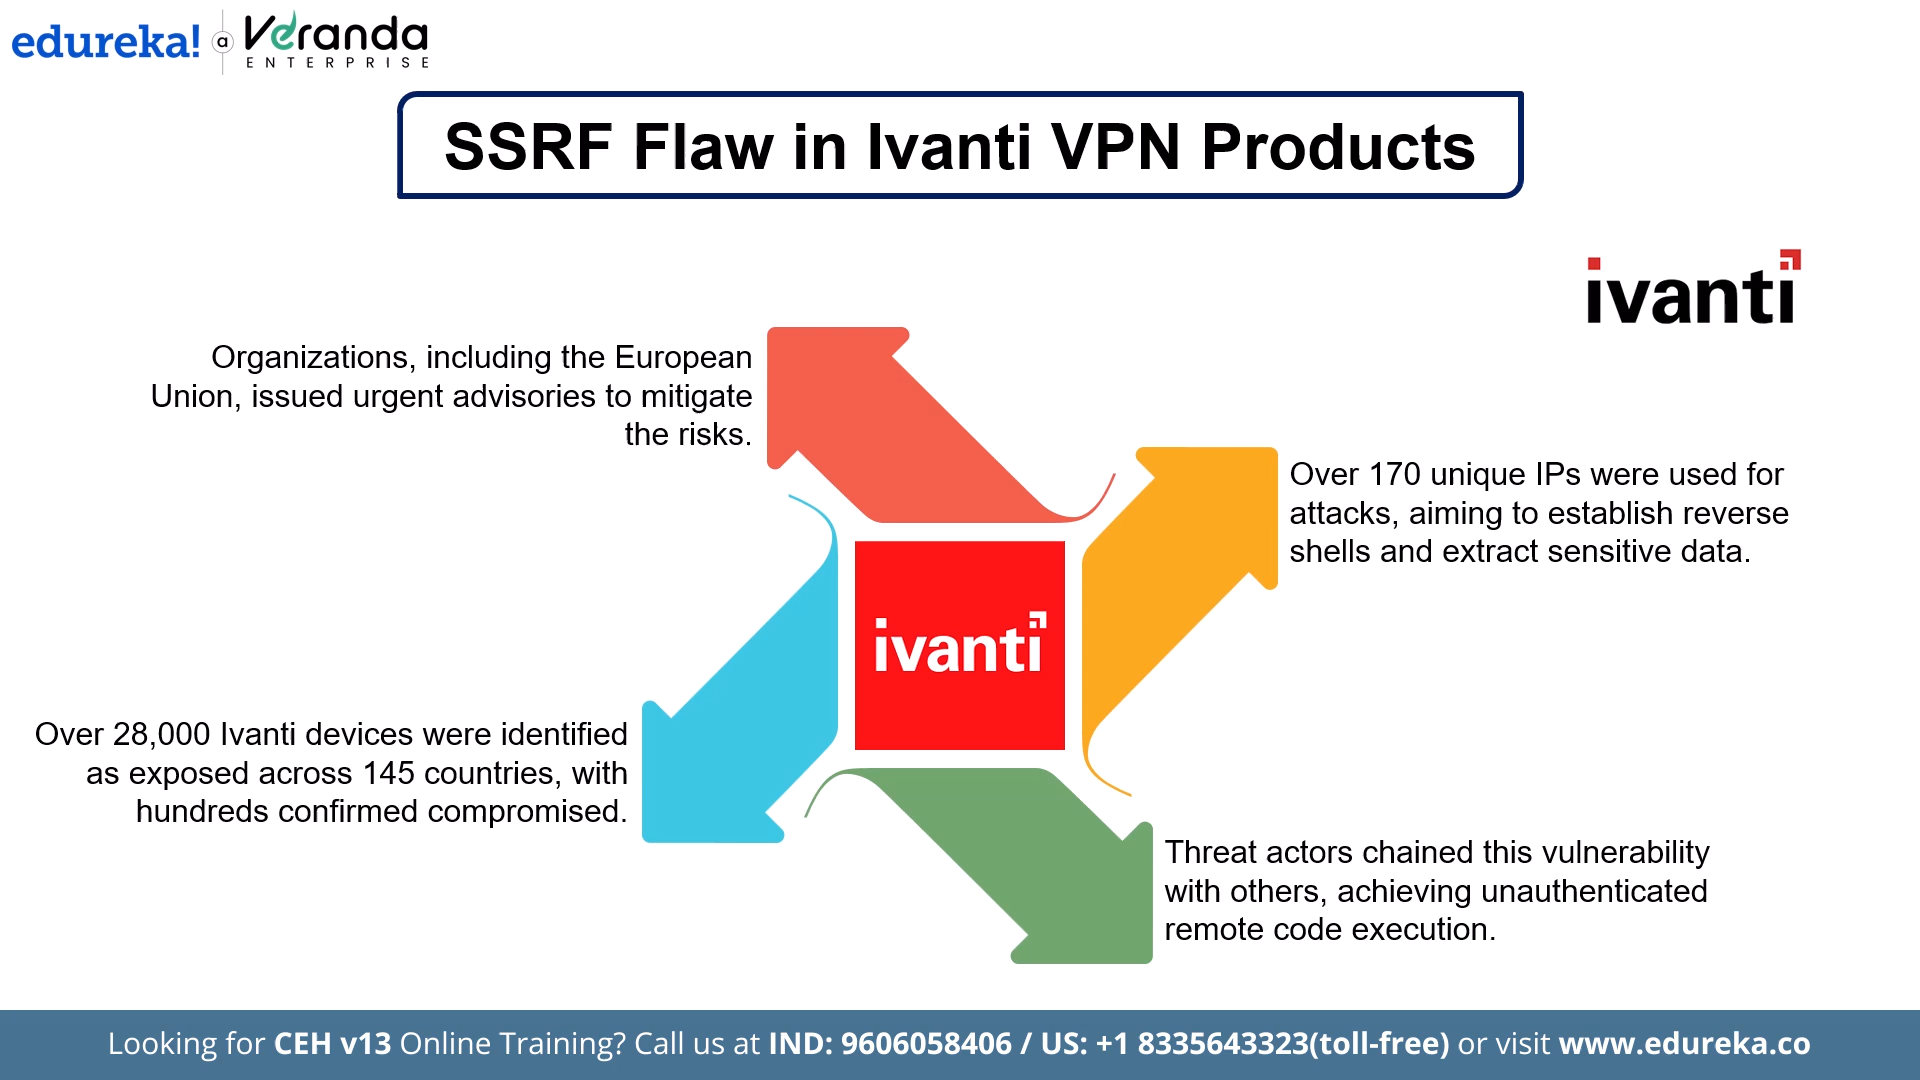 edureka! a Veranda
ENTERPRISE
SSRF Flaw in Ivanti VPN Products
ivanti
Organizations, including the European
Union, issued urgent advisories to mitigate
the risks.
Over 170 unique IPs were used for
attacks, aiming to establish reverse
shells and extract sensitive data.
ivanti
Over 28,000 Ivanti devices were identified
as exposed across 145 countries, with
hundreds confirmed compromised.
Threat actors chained this vulnerability
with others, achieving unauthenticated
remote code execution.
Looking for CEH v13 Online Training? Call us at IND: 9606058406 / US: +1 8335643323(toll-free) or visit www.edureka.co